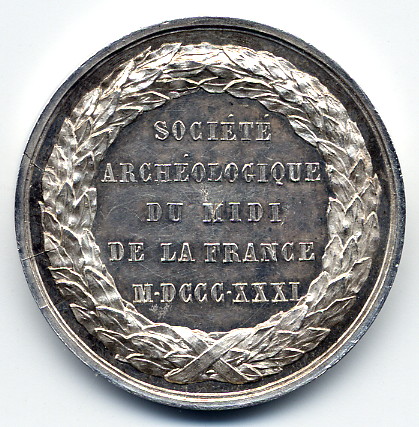 SOCIÉTÉ
ARCHÉOLOGIQUE
DU MIDI
DE LA FRANCE
M·DCCC·XXXI